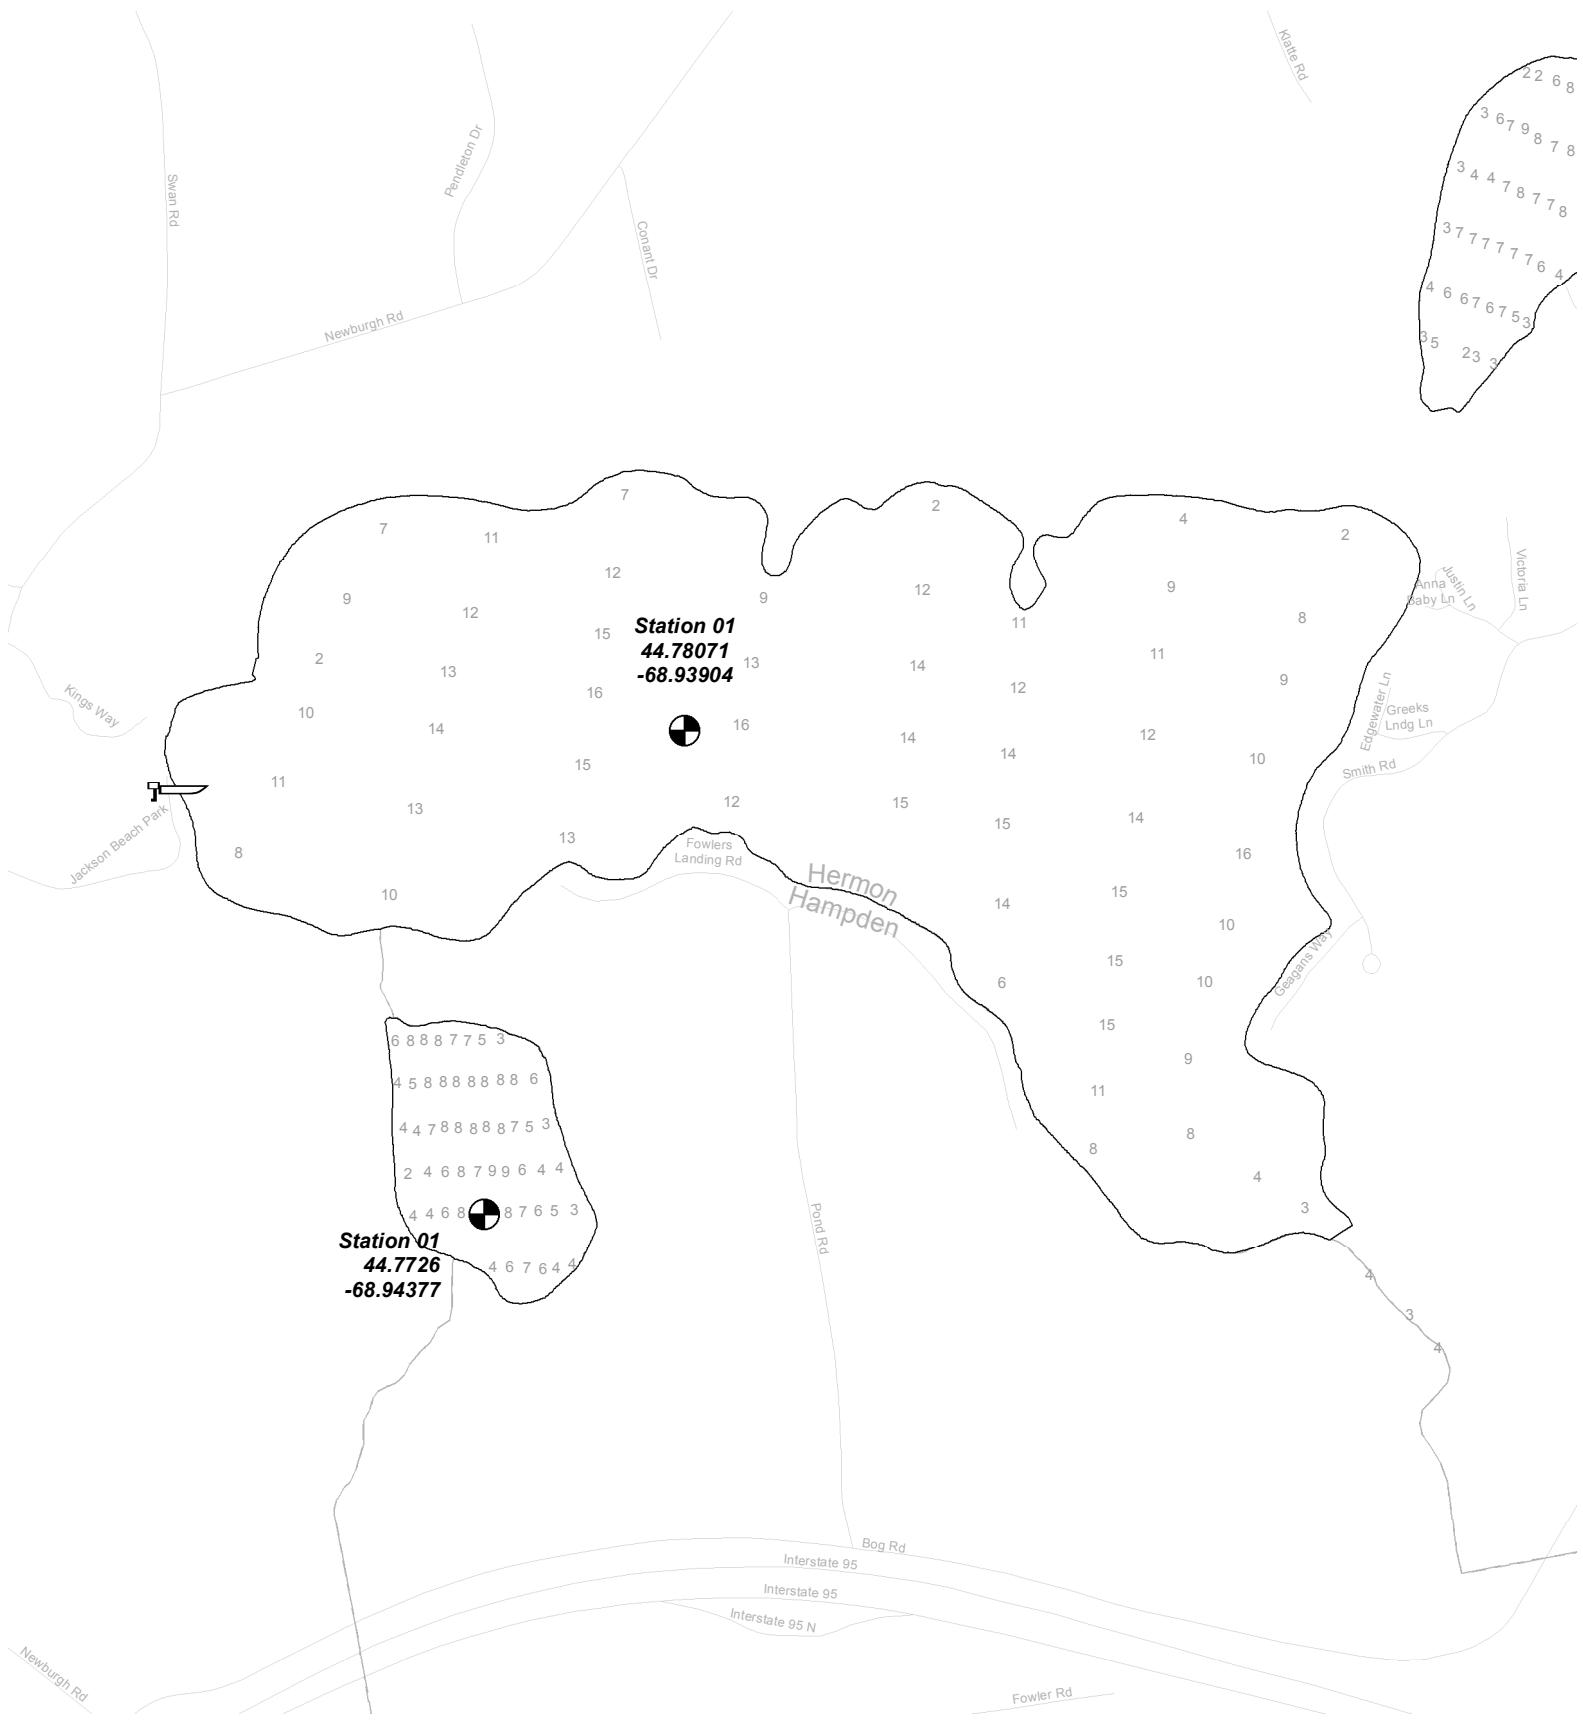 Klatte Rd
2 2 6 8
3 6 7 9 8 7 8
3 4 4 7 8 7 7 8
3 7 7 7 7 7 7 6 4
4 6 6 7 6 7 5 3
3 5 2 3 3
Swan Rd
Pendleton Dr
Conant Dr
Newburgh Rd
7
2
7
11
4
2
12
9
12
9
9
12
8
11
15
Station 01
44.78071
-68.93904
2
13
13
14
11
12
9
16
10
14
16
14
12
14
10
15
11
13
12
15
15
14
13
8
16
10
14
15
10
6
15
10
15
9
11
8
8
4
3
Victoria Ln
Justin Ln
Anna
Baby Ln
Edgewater Ln
Greeks
Lndg Ln
Smith Rd
Geagans Way
Kings Way
Jackson Beach Park
Fowlers
Landing Rd
Hermon
Hampden
6 8 8 8 7 7 5 3
4 5 8 8 8 8 8 8 8 6
4 4 7 8 8 8 8 8 7 5 3
2 4 6 8 7 9 9 6 4 4
4 4 6 8 8 7 6 5 3
Station 01
44.7726
-68.94377
4 6 7 6 4 4
Pond Rd
4
3
4
Bog Rd
Interstate 95
Interstate 95
Interstate 95 N
Newburgh Rd
Fowler Rd